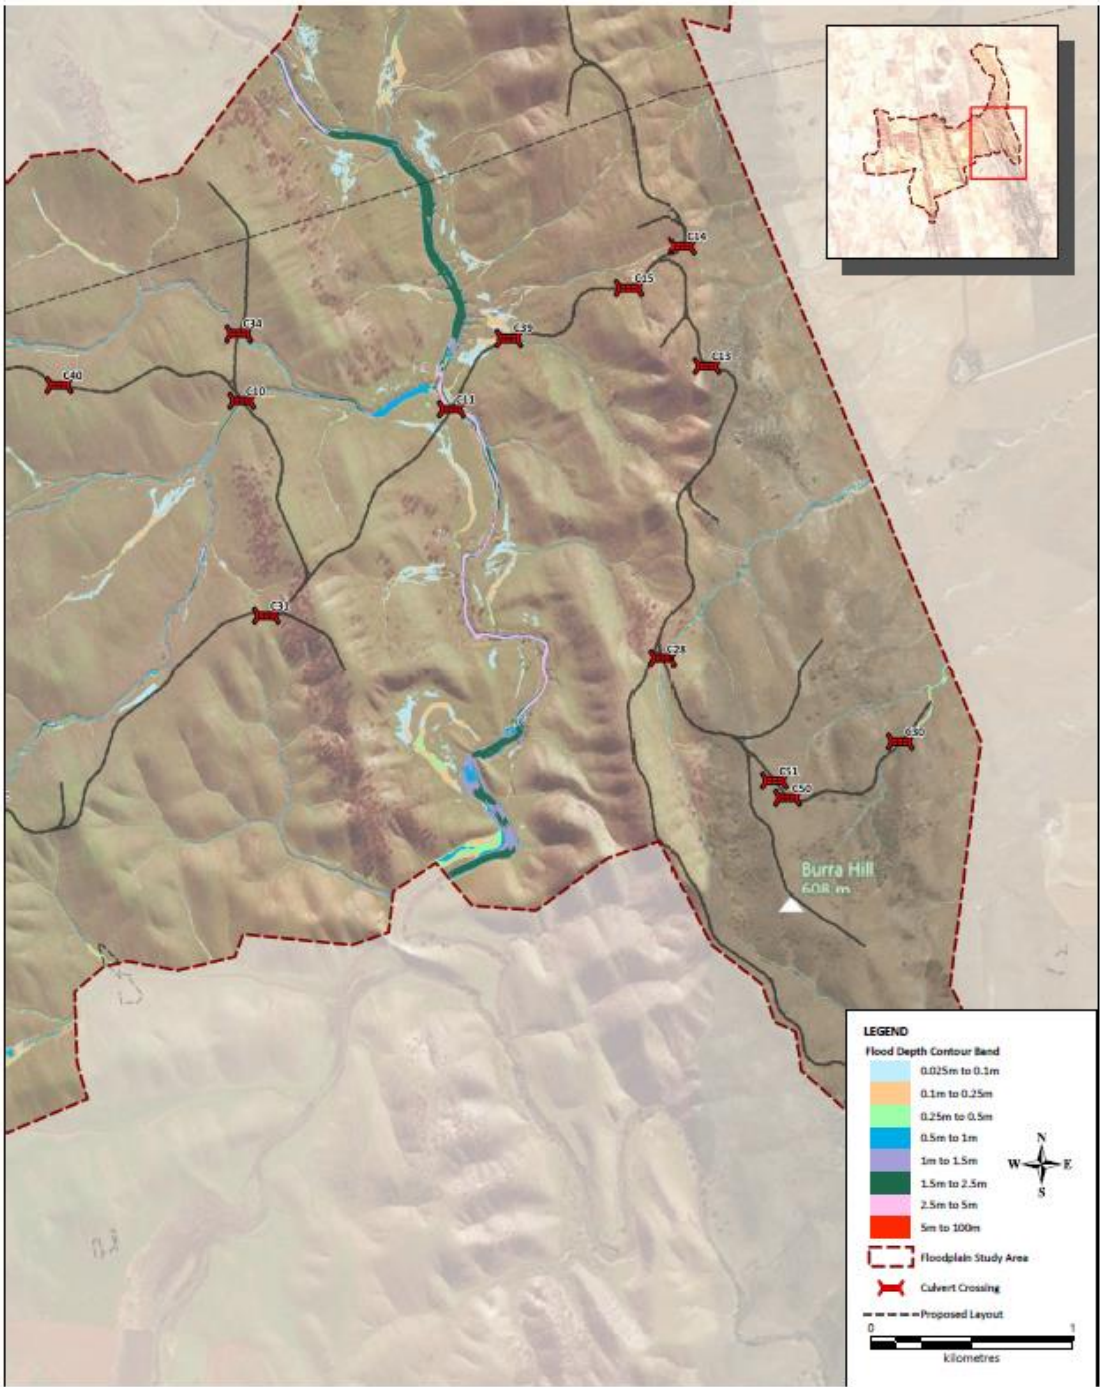 C14
C15
C39
C34
C13
C40
C10
C11
C31
C28
C30
C51
C50
Burra Hill
608 m
LEGEND
Flood Depth Contour Band
0.025m to 0.1m
0.1m to 0.25m
0.25m to 0.5m
0.5m to 1m
1m to 1.5m
1.5m to 2.5m
2.5m to 5m
5m to 100m
N
W E
S
Floodplain Study Area
Culvert Crossing
Proposed Layout
0 1
kilometres